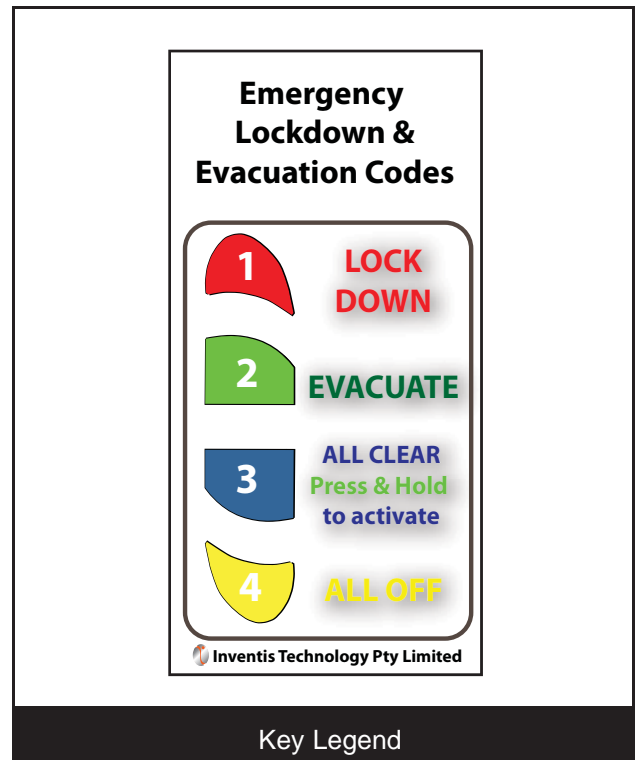 Emergency
Lockdown &
Evacuation Codes
1
LOCK
DOWN
2
EVACUATE
3
ALL CLEAR
Press & Hold
to activate
4
ALL OFF
Inventis Technology Pty Limited
Key Legend